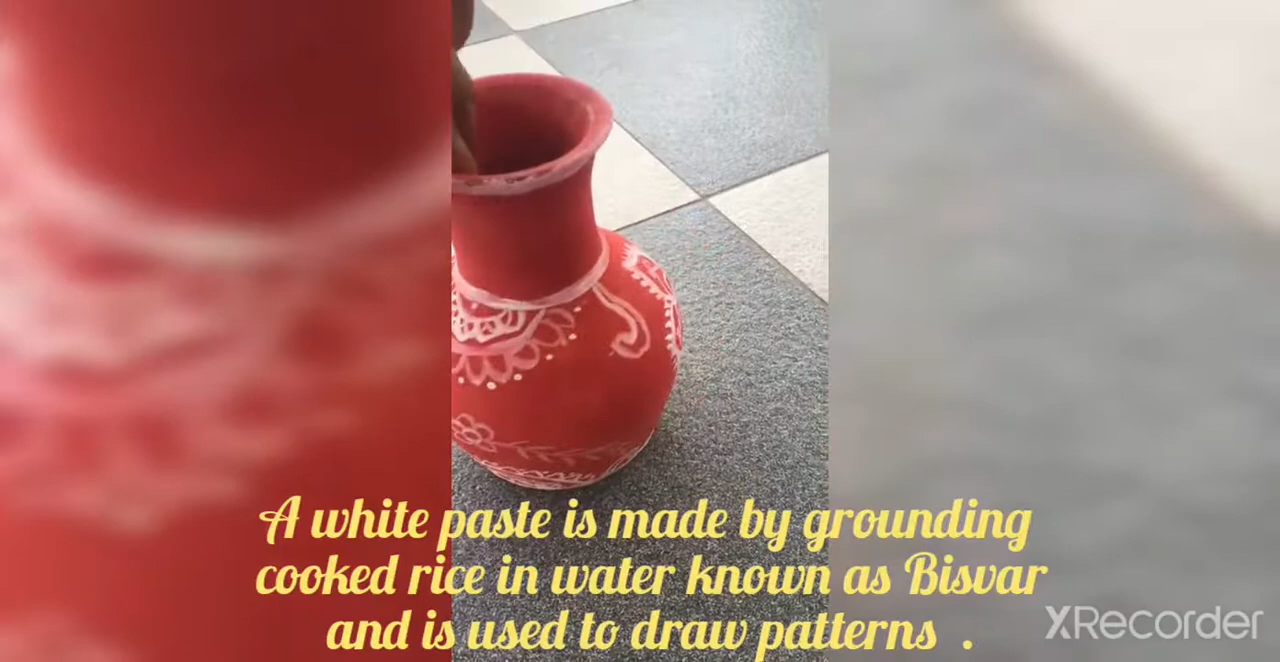 A white paste is made by grounding
cooked rice in water known as Bisvar
and is used to draw patterns .
XRecorder